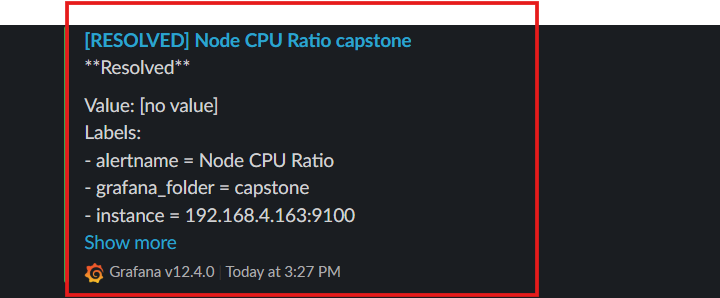 [RESOLVED] Node CPU Ratio capstone
**Resolved**
Value: [no value]
Labels:
- alertname = Node CPU Ratio
- grafana_folder = capstone
- instance = 192.168.4.163:9100
Show more
Grafana v12.4.0 | Today at 3:27 PM